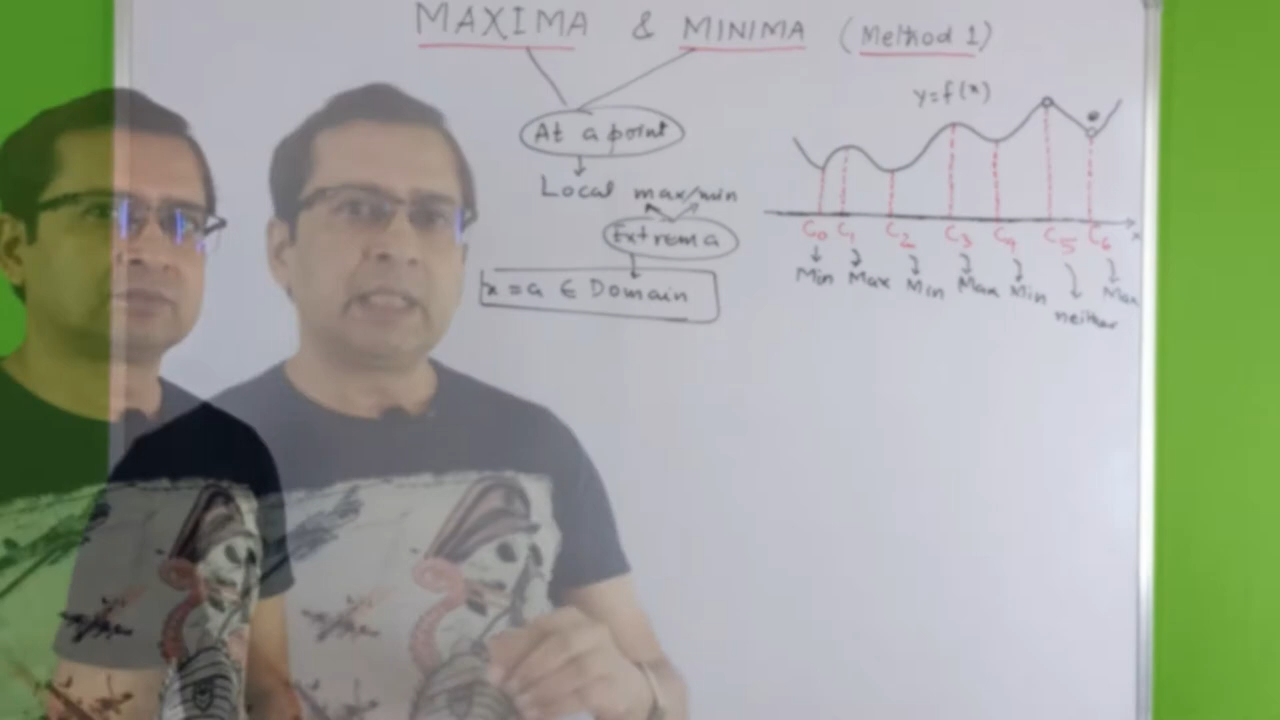 MAXIMA & MINIMA (Method 1)
At a point
Local max/min
Extrema
x = a ∈ Domain
y=f(x)
x
C0 C1 C2 C3 C4 C5 C6
Min Max Min Max Min neither Max